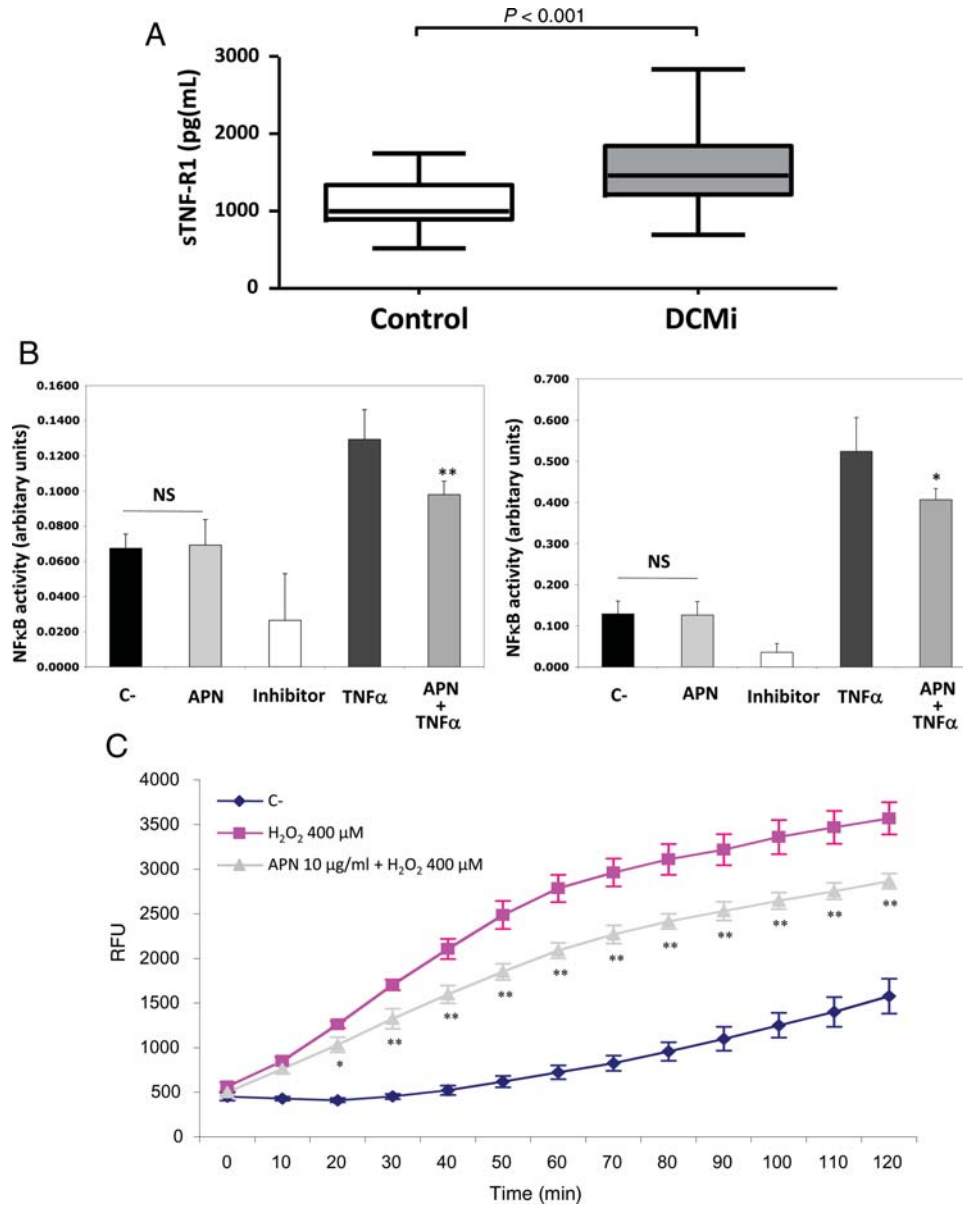 A
P < 0.001
sTNF-R1 (pg(mL)
3000
2000
1000
0
Control
DCMi
B
NFκB activity (arbitary units)
0.1600
0.1400
0.1200
0.1000
0.0800
0.0600
0.0400
0.0200
0.0000
NS
**
C- APN Inhibitor TNFα APN + TNFα
NFκB activity (arbitary units)
0.700
0.600
0.500
0.400
0.300
0.200
0.100
0.000
NS
*
C- APN Inhibitor TNFα APN + TNFα
C
RFU
4000
3500
3000
2500
2000
1500
1000
500
0
C-
H₂O₂ 400 µM
APN 10 µg/ml + H₂O₂ 400 µM
* ** ** ** ** ** ** ** ** ** **
0 10 20 30 40 50 60 70 80 90 100 110 120
Time (min)